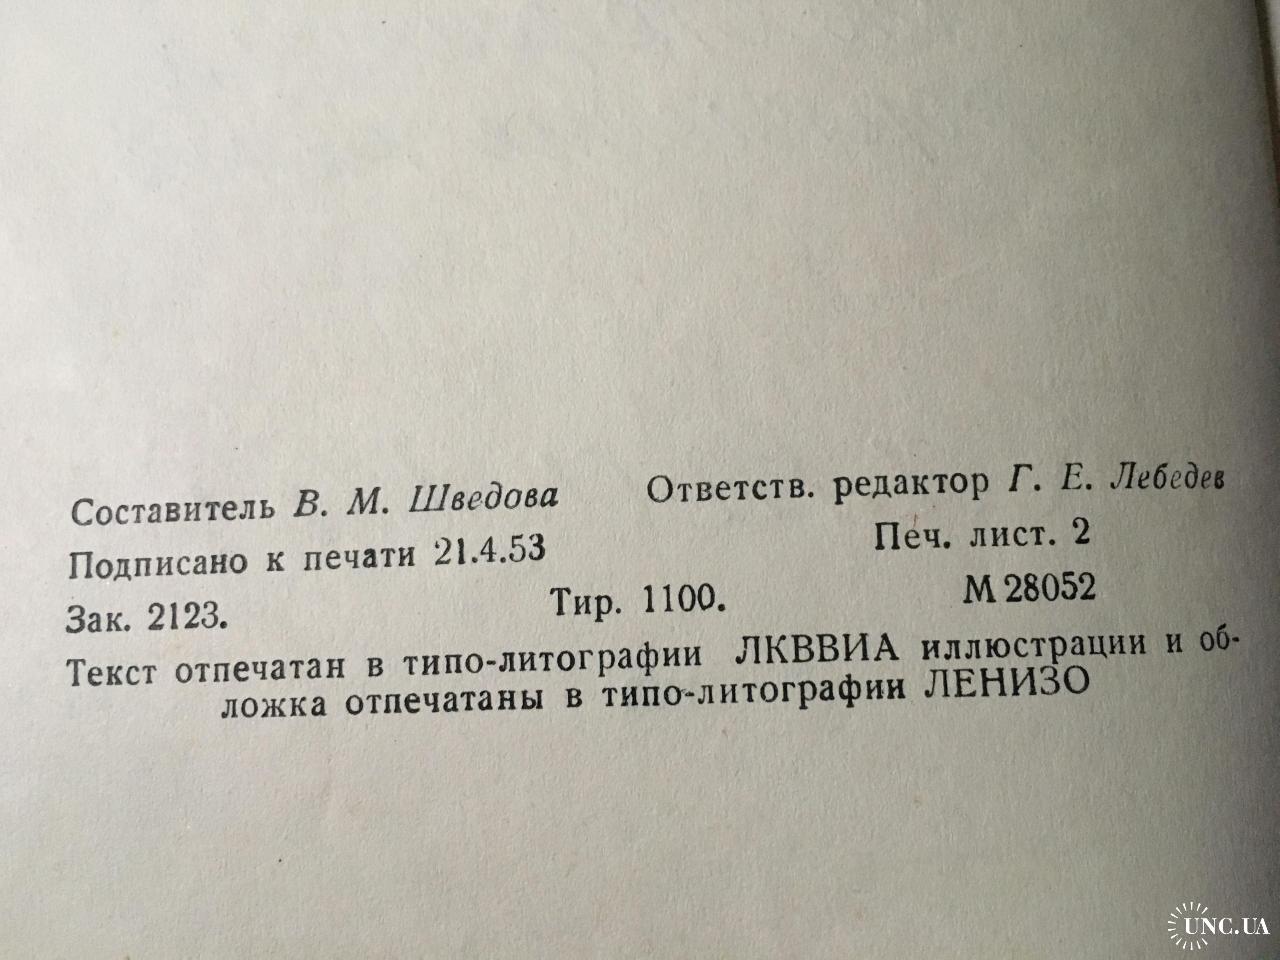 Составитель В. М. Шведова Ответств. редактор Г. Е. Лебедев
Подписано к печати 21.4.53 Печ. лист. 2
Зак. 2123. Тир. 1100. М 28052
Текст отпечатан в типо-литографии ЛКВВИА иллюстрации и об-
ложка отпечатаны в типо-литографии ЛЕНИЗО
UNC.UA